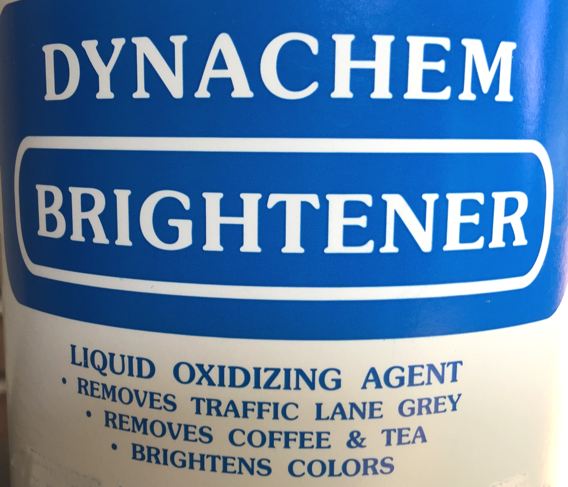 DYNACHEM
BRIGHTENER
LIQUID OXIDIZING AGENT
• REMOVES TRAFFIC LANE GREY
• REMOVES COFFEE & TEA
• BRIGHTENS COLORS